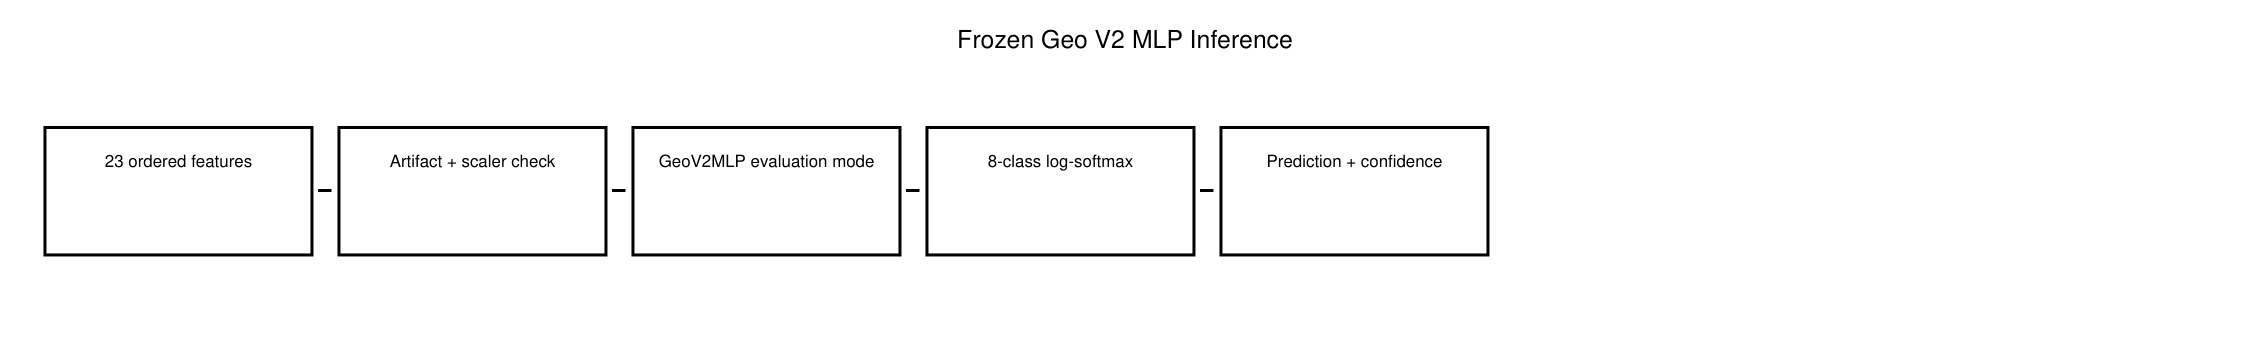 Frozen Geo V2 MLP Inference
23 ordered features
Artifact + scaler check
GeoV2MLP evaluation mode
8-class log-softmax
Prediction + confidence